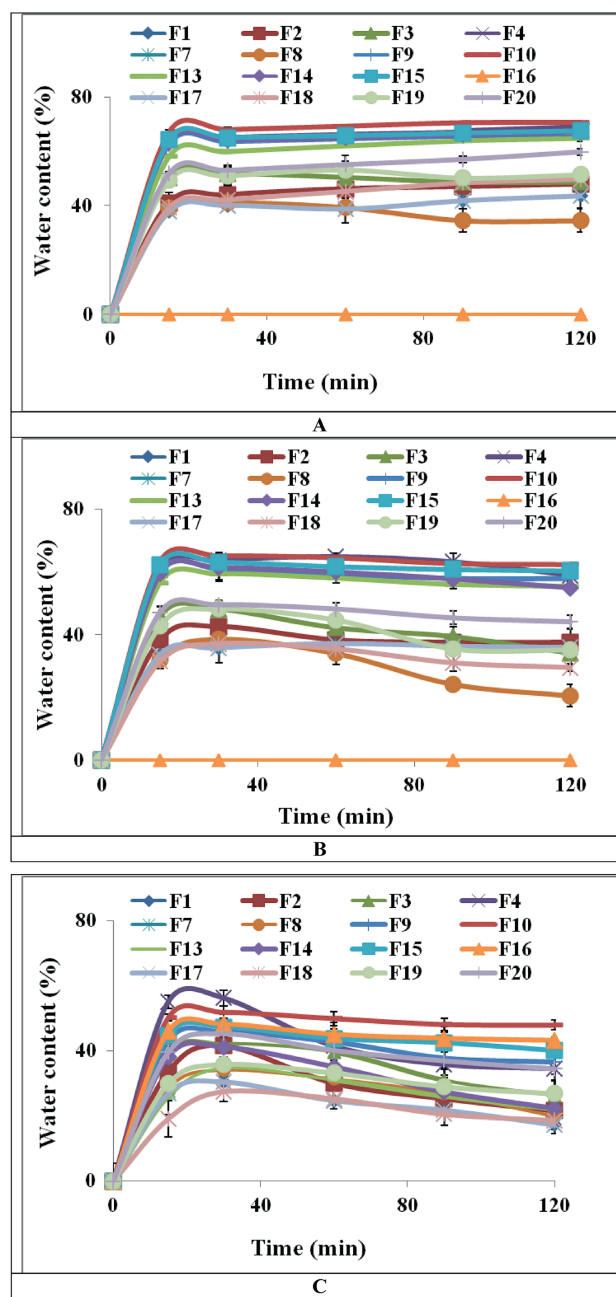 F1 F2 F3 F4
F7 F8 F9 F10
F13 F14 F15 F16
F17 F18 F19 F20
80
40
0
Water content (%)
0 40 80 120
Time (min)
A
F1 F2 F3 F4
F7 F8 F9 F10
F13 F14 F15 F16
F17 F18 F19 F20
80
40
0
Water content (%)
0 40 80 120
Time (min)
B
F1 F2 F3 F4
F7 F8 F9 F10
F13 F14 F15 F16
F17 F18 F19 F20
80
40
0
Water content (%)
0 40 80 120
Time (min)
C